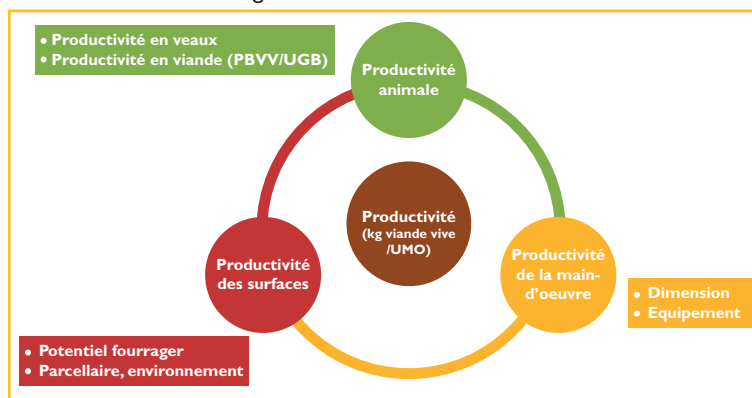 • Productivité en veaux
• Productivité en viande (PBVV/UGB)
Productivité
animale
Productivité
(kg viande vive
/UMO)
Productivité
des surfaces
Productivité
de la main-
d'oeuvre
• Dimension
• Equipement
• Potentiel fourrager
• Parcellaire, environnement